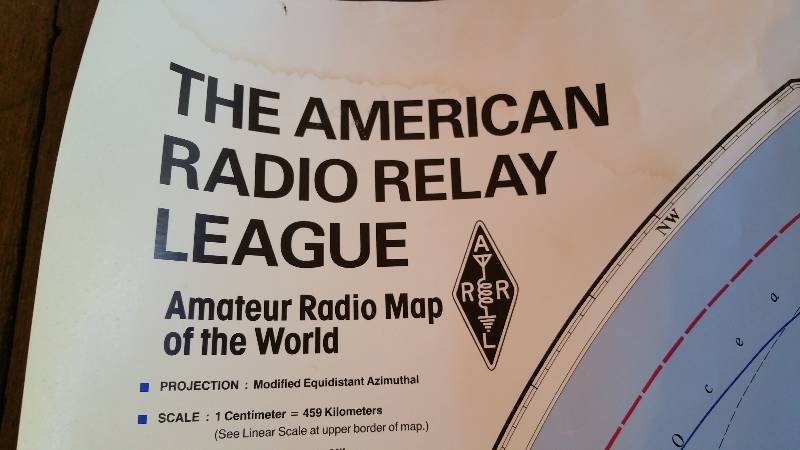 THE AMERICAN
RADIO RELAY
LEAGUE
A
R R
L
Amateur Radio Map
of the World
PROJECTION : Modified Equidistant Azimuthal
SCALE : 1 Centimeter = 459 Kilometers
(See Linear Scale at upper border of map.)
NW
O c e a